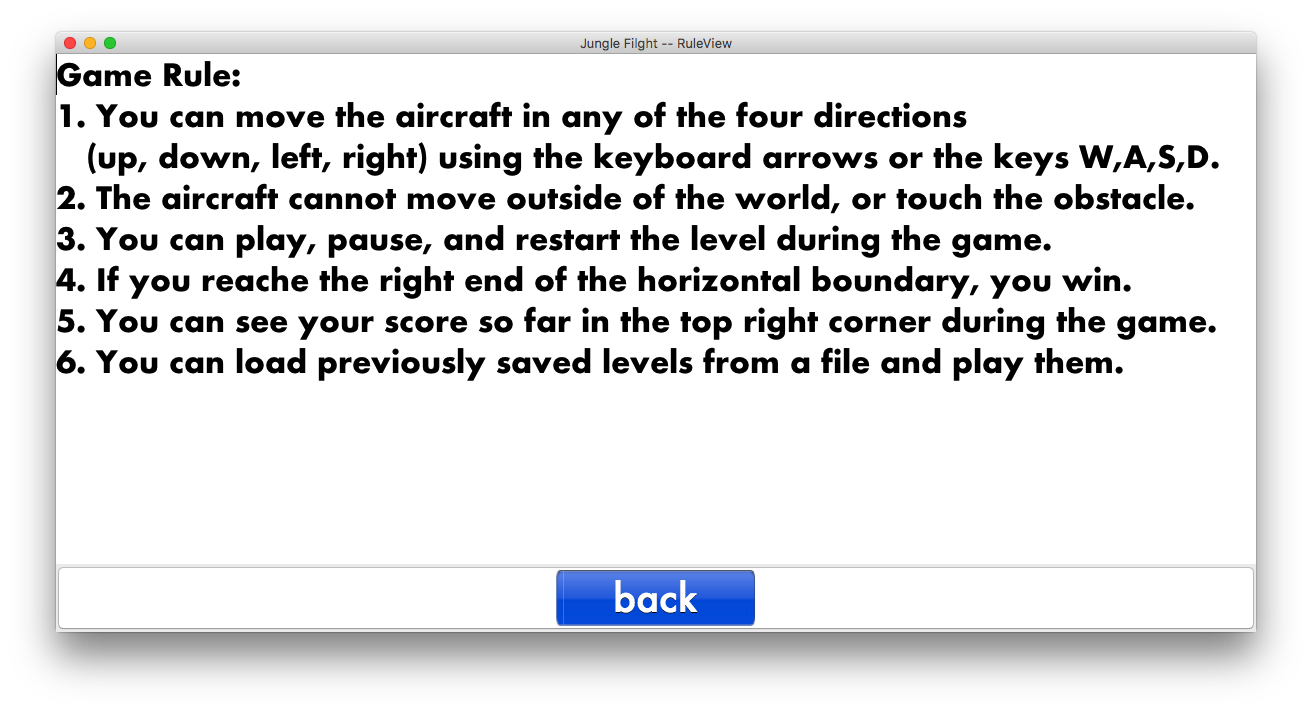 Jungle Filght -- RuleView
Game Rule:
1. You can move the aircraft in any of the four directions
(up, down, left, right) using the keyboard arrows or the keys W,A,S,D.
2. The aircraft cannot move outside of the world, or touch the obstacle.
3. You can play, pause, and restart the level during the game.
4. If you reache the right end of the horizontal boundary, you win.
5. You can see your score so far in the top right corner during the game.
6. You can load previously saved levels from a file and play them.
back